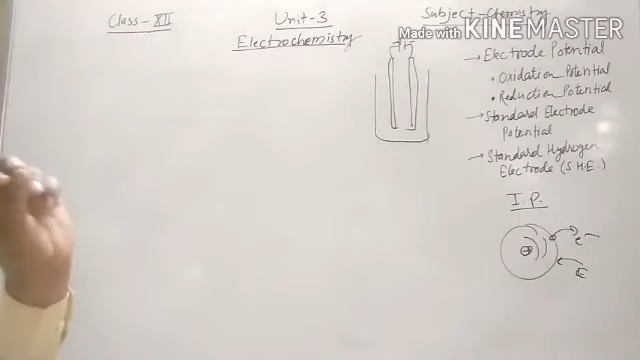 Class-XII
Unit-3
Subject-Chemistry
Made with KINEMASTER
Electrochemistry
→ Electrode Potential
• Oxidation Potential
• Reduction Potential
→ Standard Electrode
Potential
→ Standard Hydrogen
Electrode (S.H.E.)
I.P.
e⁻
E